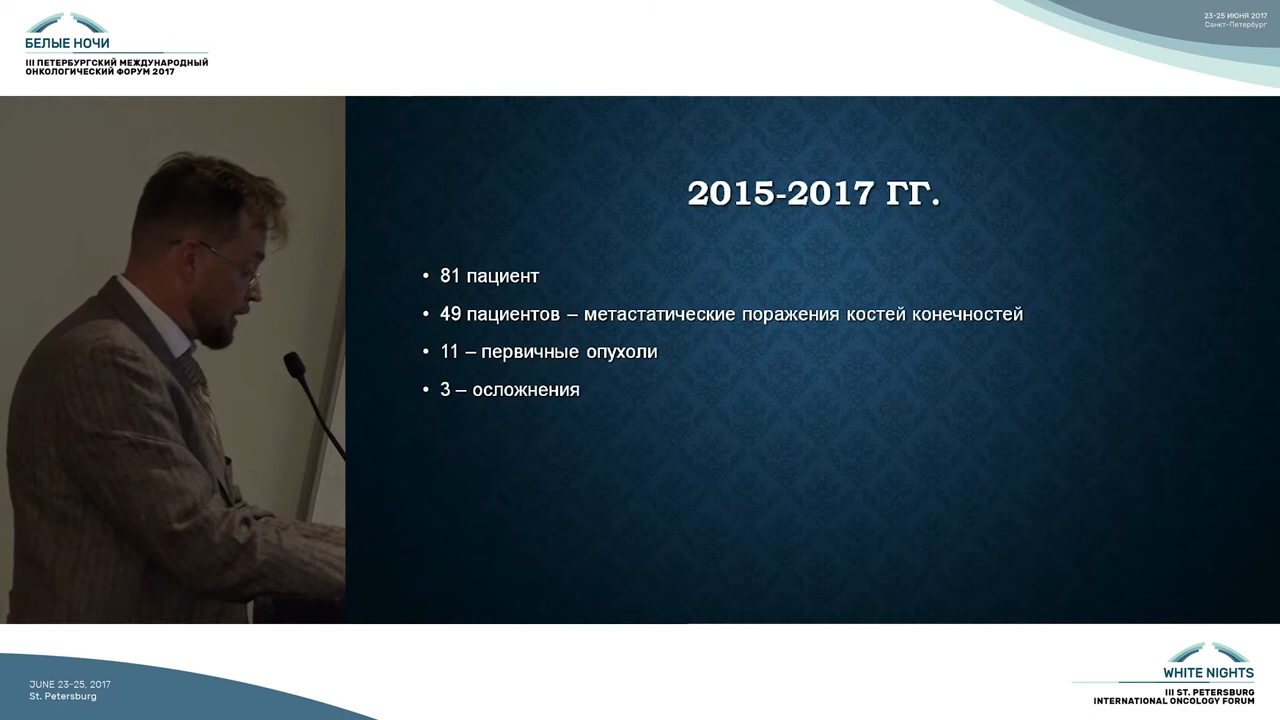 БЕЛЫЕ НОЧИ
III ПЕТЕРБУРГСКИЙ МЕЖДУНАРОДНЫЙ
ОНКОЛОГИЧЕСКИЙ ФОРУМ 2017
23-25 ИЮНЯ 2017
Санкт-Петербург
2015-2017 ГГ.
• 81 пациент
• 49 пациентов – метастатические поражения костей конечностей
• 11 – первичные опухоли
• 3 – осложнения
JUNE 23-25, 2017
St. Petersburg
WHITE NIGHTS
III ST. PETERSBURG
INTERNATIONAL ONCOLOGY FORUM